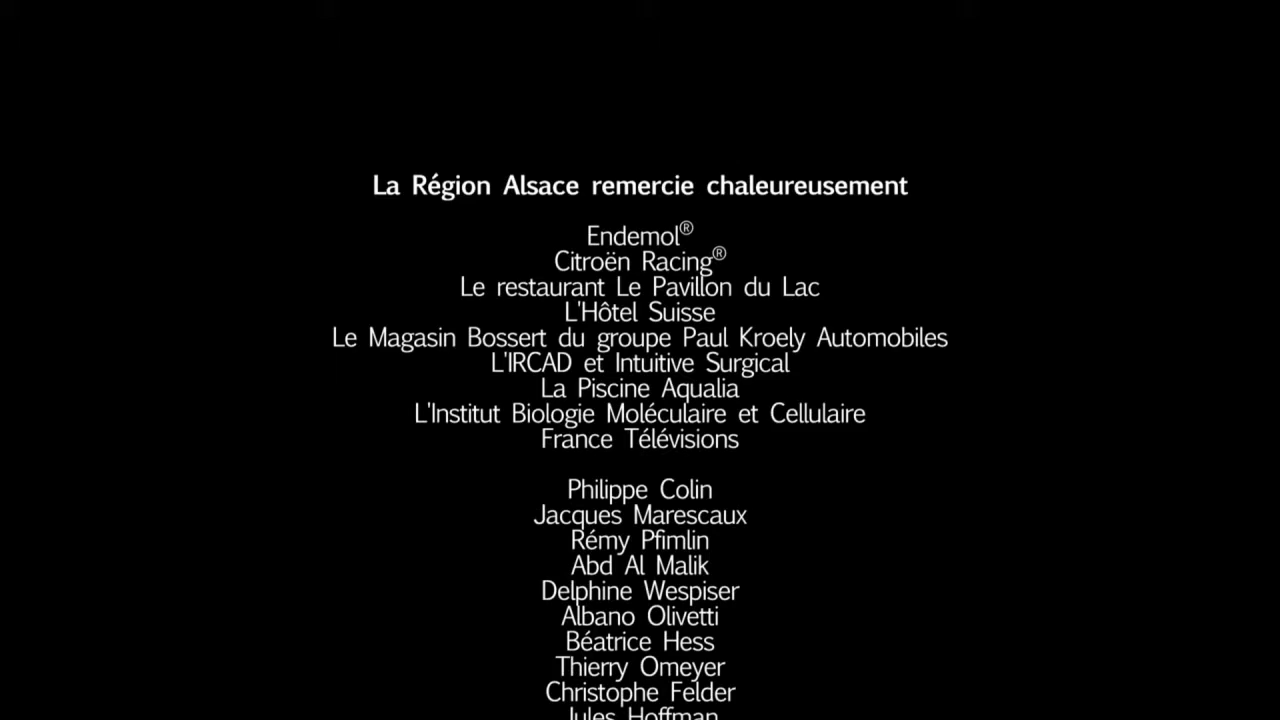 La Région Alsace remercie chaleureusement
Endemol®
Citroën Racing®
Le restaurant Le Pavillon du Lac
L'Hôtel Suisse
Le Magasin Bossert du groupe Paul Kroely Automobiles
L'IRCAD et Intuitive Surgical
La Piscine Aqualia
L'Institut Biologie Moléculaire et Cellulaire
France Télévisions
Philippe Colin
Jacques Marescaux
Rémy Pfimlin
Abd Al Malik
Delphine Wespiser
Albano Olivetti
Béatrice Hess
Thierry Omeyer
Christophe Felder
Jules Hoffman